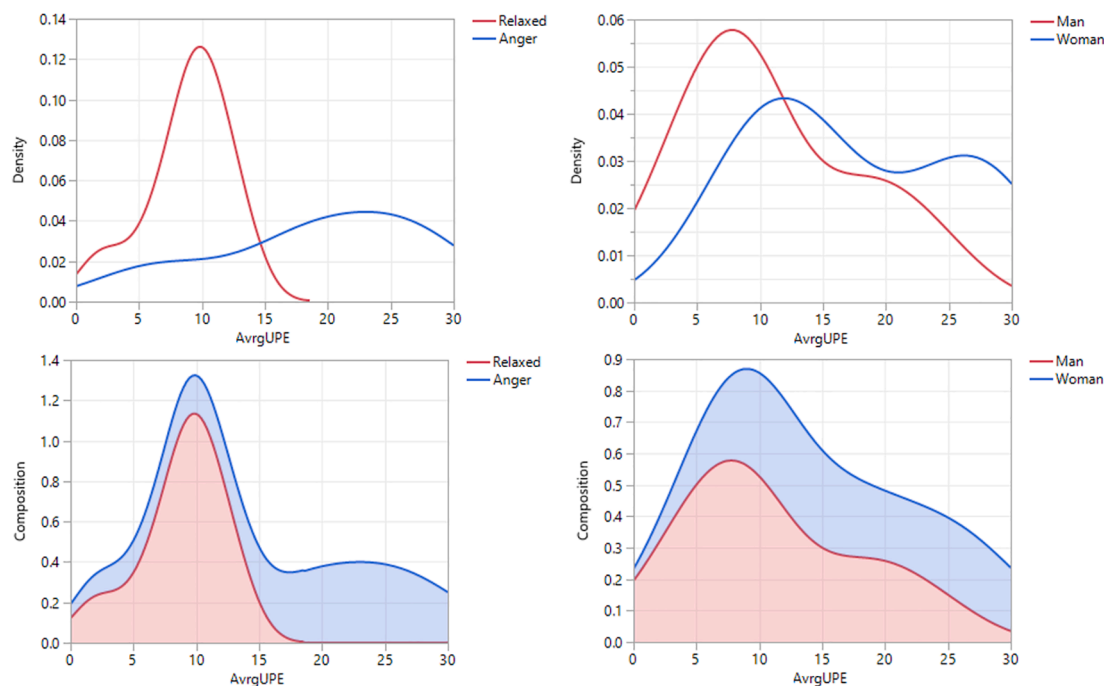 Relaxed
Anger
0.14
0.12
0.10
0.08
0.06
0.04
0.02
0.00
Density
0 5 10 15 20 25 30
AvrgUPE
Man
Woman
0.06
0.05
0.04
0.03
0.02
0.01
0.00
Density
0 5 10 15 20 25 30
AvrgUPE
Relaxed
Anger
1.4
1.2
1.0
0.8
0.6
0.4
0.2
0.0
Composition
0 5 10 15 20 25 30
AvrgUPE
Man
Woman
0.9
0.8
0.7
0.6
0.5
0.4
0.3
0.2
0.1
0.0
Composition
0 5 10 15 20 25 30
AvrgUPE